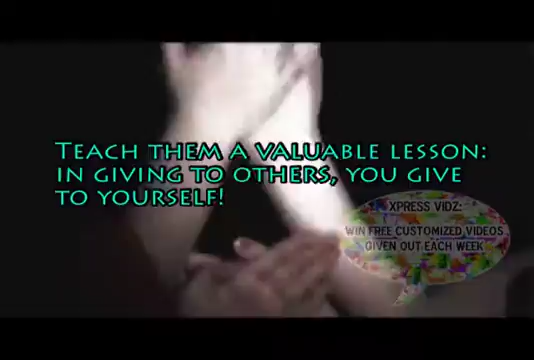 Teach them a valuable lesson:
in giving to others, you give
to yourself!
XPRESS VIDZ:
WIN FREE CUSTOMIZED VIDEOS
GIVEN OUT EACH WEEK